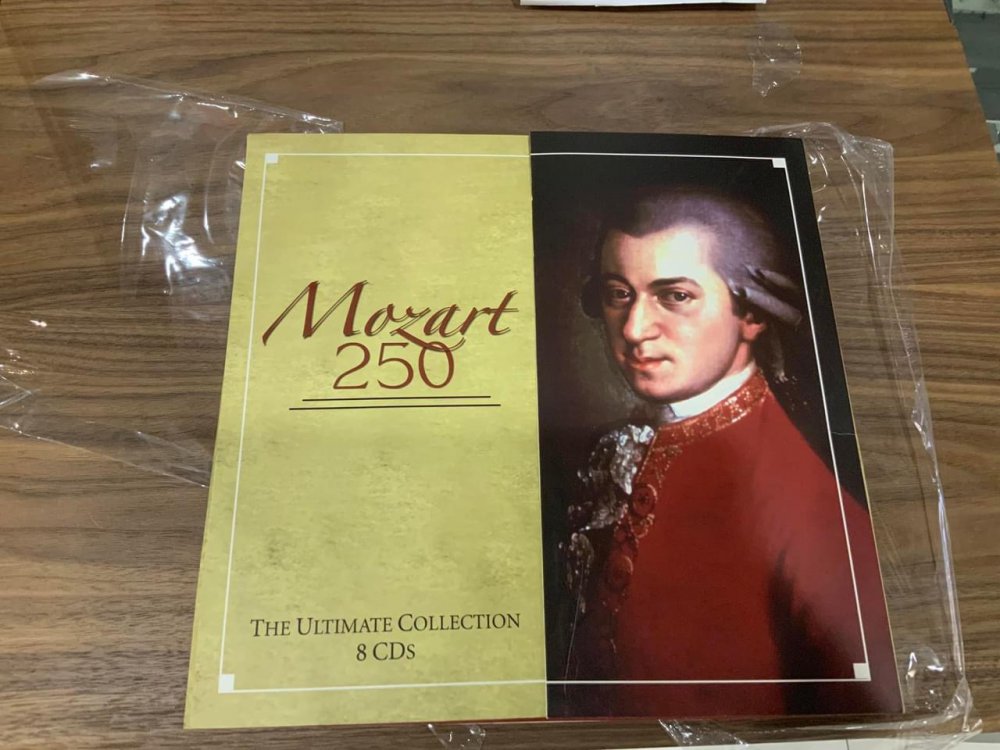 Mozart
250
THE ULTIMATE COLLECTION
8 CDs